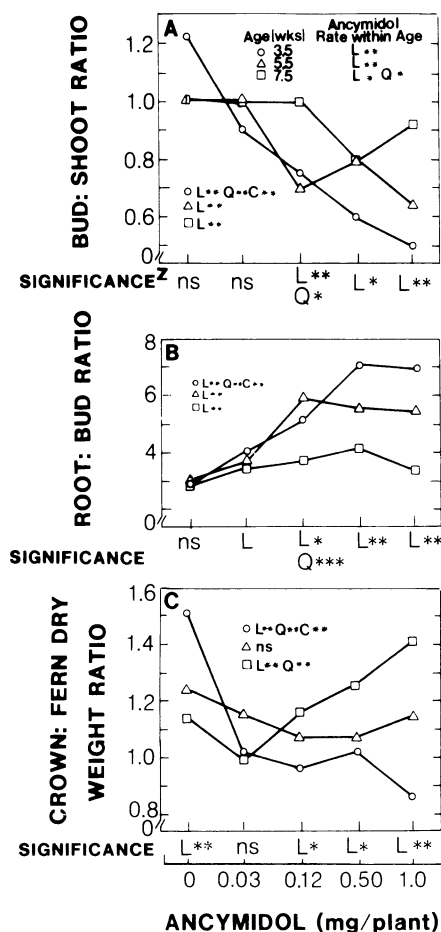 A
Age(wks)
Ancymidol
Rate within Age
3.5 L**
5.5 L**
7.5 L* Q*
1.2
1.0
0.8
0.6
0
BUD: SHOOT RATIO
L** Q**C**
L**
L**
SIGNIFICANCE z ns ns L** L* L**
Q*
B
8
6
4
2
0
ROOT: BUD RATIO
L** Q**C**
L**
L**
SIGNIFICANCE ns L L* L** L**
Q***
C
1.6
1.4
1.2
1.0
0.8
0
CROWN: FERN DRY
WEIGHT RATIO
L**Q**C**
ns
L**Q**
SIGNIFICANCE L** ns L* L* L**
0 0.03 0.12 0.50 1.0
ANCYMIDOL (mg/plant)